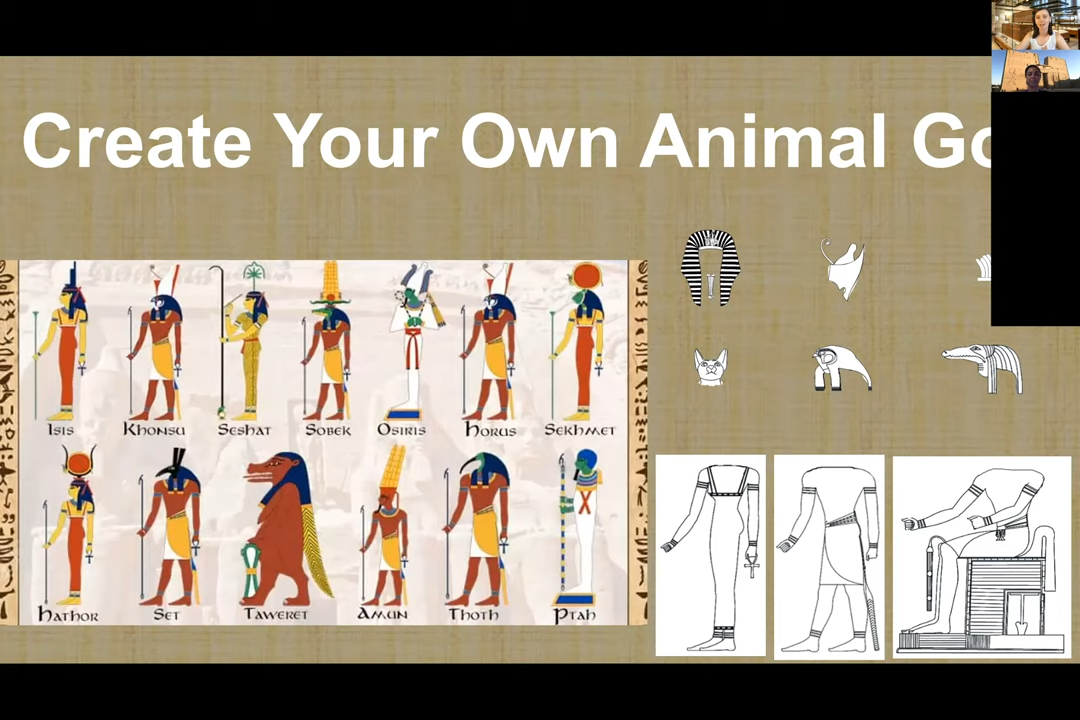 Create Your Own Animal Go
ISIS KHONSU SESHAT SOBEK OSIRIS HORUS SEKHMET
HATHOR SET TAWERET AMUN THOTH PTAH